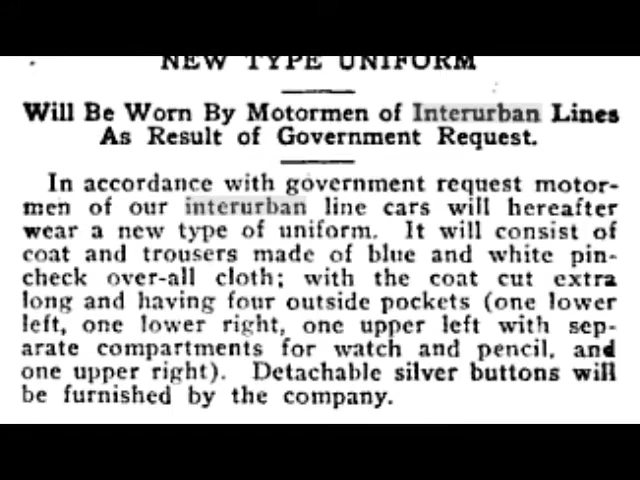 NEW TYPE UNIFORM
Will Be Worn By Motormen of Interurban Lines
As Result of Government Request.
In accordance with government request motor-
men of our interurban line cars will hereafter
wear a new type of uniform. It will consist of
coat and trousers made of blue and white pin-
check over-all cloth; with the coat cut extra
long and having four outside pockets (one lower
left, one lower right, one upper left with sep-
arate compartments for watch and pencil, and
one upper right). Detachable silver buttons will
be furnished by the company.